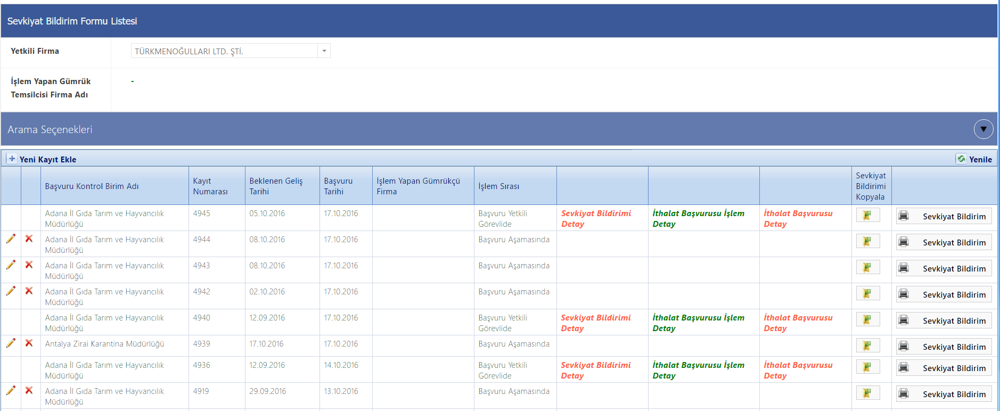 Sevkiyat Bildirim Formu Listesi
Yetkili Firma
TÜRKMENOĞULLARI LTD. ŞTİ.
İşlem Yapan Gümrük
Temsilcisi Firma Adı
-
Arama Seçenekleri
Yeni Kayıt Ekle
Yenile
Başvuru Kontrol Birim Adı
Kayıt
Numarası
Beklenen Geliş
Tarihi
Başvuru
Tarihi
İşlem Yapan Gümrükçü
Firma
İşlem Sırası
Sevkiyat
Bildirimi
Kopyala
Adana İl Gıda Tarım ve Hayvancılık
Müdürlüğü
4945
05.10.2016
17.10.2016
Başvuru Yetkili
Görevlide
Sevkiyat Bildirimi
Detay
İthalat Başvurusu İşlem
Detay
İthalat Başvurusu
Detay
Sevkiyat Bildirim
Adana İl Gıda Tarım ve Hayvancılık
Müdürlüğü
4944
08.10.2016
17.10.2016
Başvuru Aşamasında
Sevkiyat Bildirim
Adana İl Gıda Tarım ve Hayvancılık
Müdürlüğü
4943
08.10.2016
17.10.2016
Başvuru Aşamasında
Sevkiyat Bildirim
Adana İl Gıda Tarım ve Hayvancılık
Müdürlüğü
4942
02.10.2016
17.10.2016
Başvuru Aşamasında
Sevkiyat Bildirim
Adana İl Gıda Tarım ve Hayvancılık
Müdürlüğü
4940
12.09.2016
17.10.2016
Başvuru Yetkili
Görevlide
Sevkiyat Bildirimi
Detay
İthalat Başvurusu İşlem
Detay
İthalat Başvurusu
Detay
Sevkiyat Bildirim
Antalya Zirai Karantina Müdürlüğü
4939
17.10.2016
17.10.2016
Başvuru Aşamasında
Sevkiyat Bildirim
Adana İl Gıda Tarım ve Hayvancılık
Müdürlüğü
4936
12.09.2016
14.10.2016
Başvuru Yetkili
Görevlide
Sevkiyat Bildirimi
Detay
İthalat Başvurusu İşlem
Detay
İthalat Başvurusu
Detay
Sevkiyat Bildirim
Adana İl Gıda Tarım ve Hayvancılık
Müdürlüğü
4919
29.09.2016
13.10.2016
Başvuru Aşamasında
Sevkiyat Bildirim